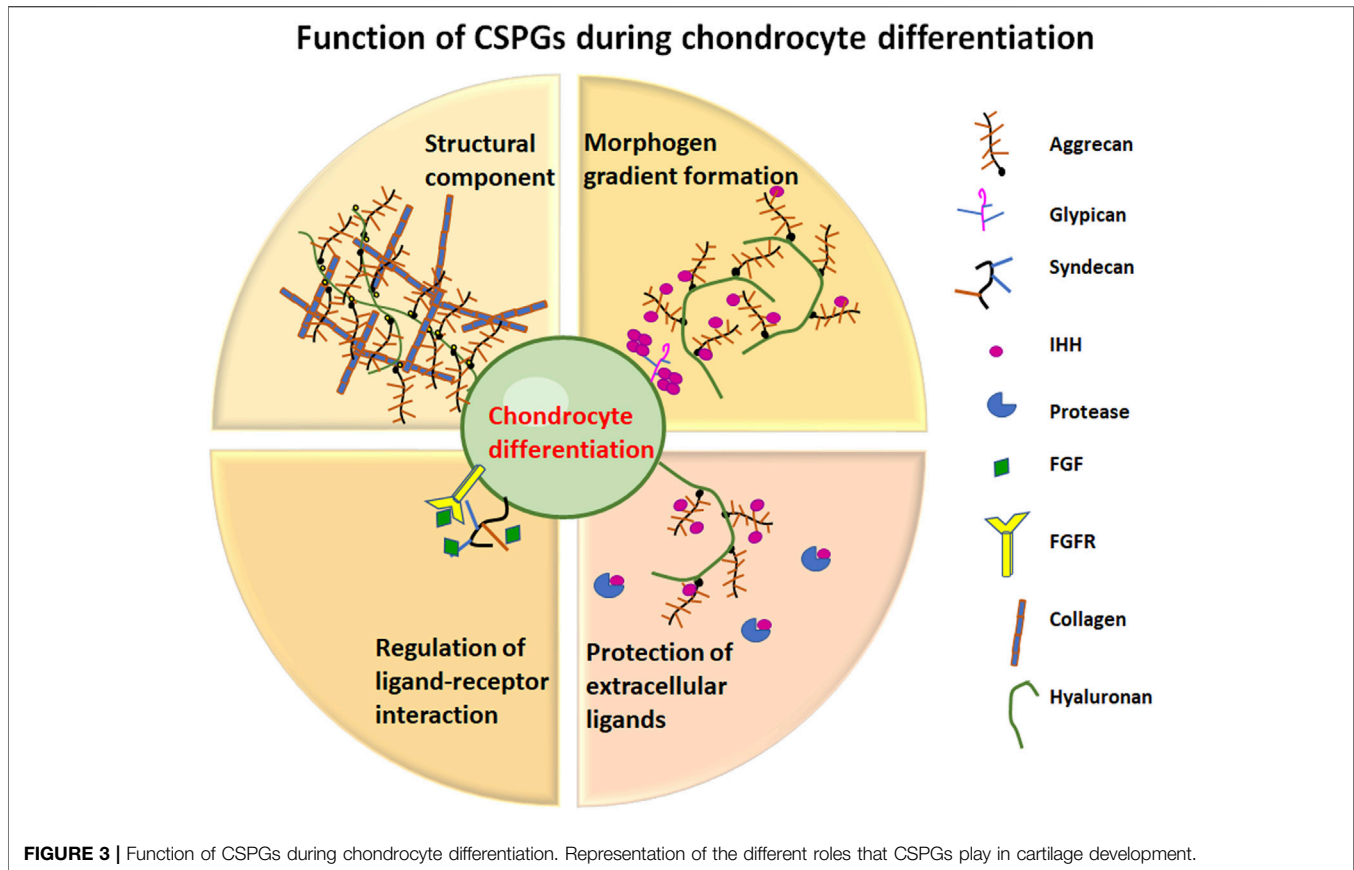 Function of CSPGs during chondrocyte differentiation
Structural
component
Morphogen
gradient formation
Chondrocyte
differentiation
Regulation of
ligand-receptor
interaction
Protection of
extracellular
ligands
Aggrecan
Glypican
Syndecan
IHH
Protease
FGF
FGFR
Collagen
Hyaluronan
FIGURE 3 | Function of CSPGs during chondrocyte differentiation. Representation of the different roles that CSPGs play in cartilage development.